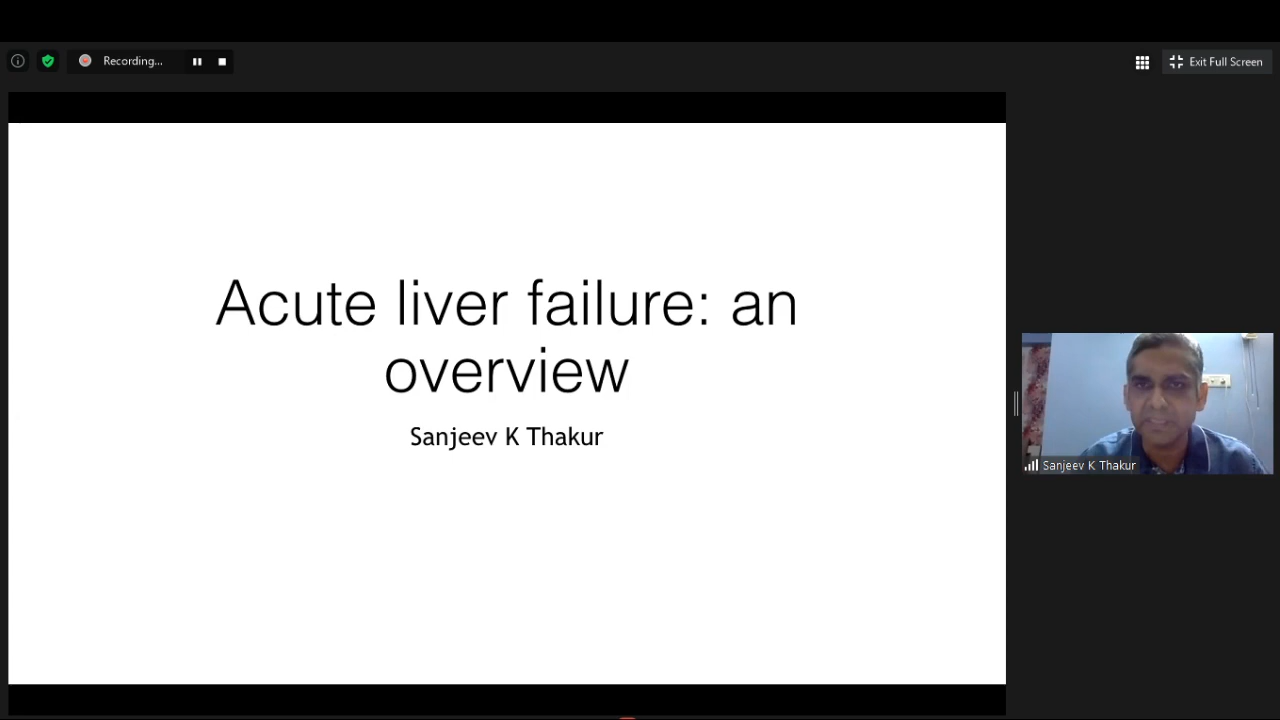 Recording...
Exit Full Screen
Acute liver failure: an
overview
Sanjeev K Thakur
Sanjeev K Thakur